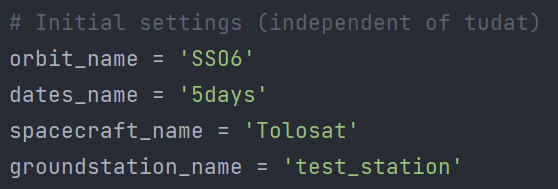 # Initial settings (independent of tudat)
orbit_name = 'SSO6'
dates_name = '5days'
spacecraft_name = 'Tolosat'
groundstation_name = 'test_station'